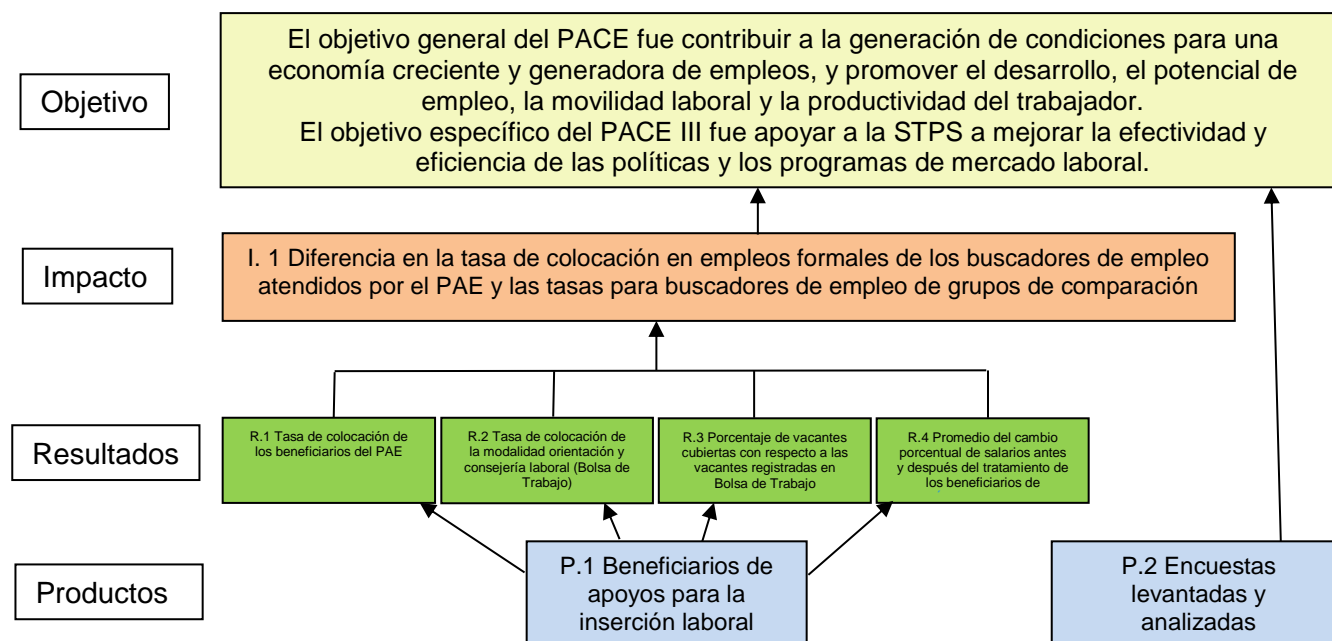 Objetivo
El objetivo general del PACE fue contribuir a la generación de condiciones para una
economía creciente y generadora de empleos, y promover el desarrollo, el potencial de
empleo, la movilidad laboral y la productividad del trabajador.
El objetivo específico del PACE III fue apoyar a la STPS a mejorar la efectividad y
eficiencia de las políticas y los programas de mercado laboral.
Impacto
I. 1 Diferencia en la tasa de colocación en empleos formales de los buscadores de empleo
atendidos por el PAE y las tasas para buscadores de empleo de grupos de comparación
Resultados
R.1 Tasa de colocación de
los beneficiarios del PAE
R.2 Tasa de colocación de
la modalidad orientación y
consejería laboral (Bolsa de
Trabajo)
R.3 Porcentaje de vacantes
cubiertas con respecto a las
vacantes registradas en
Bolsa de Trabajo
R.4 Promedio del cambio
porcentual de salarios antes
y después del tratamiento de
los beneficiarios de
Productos
P.1 Beneficiarios de
apoyos para la
inserción laboral
P.2 Encuestas
levantadas y
analizadas